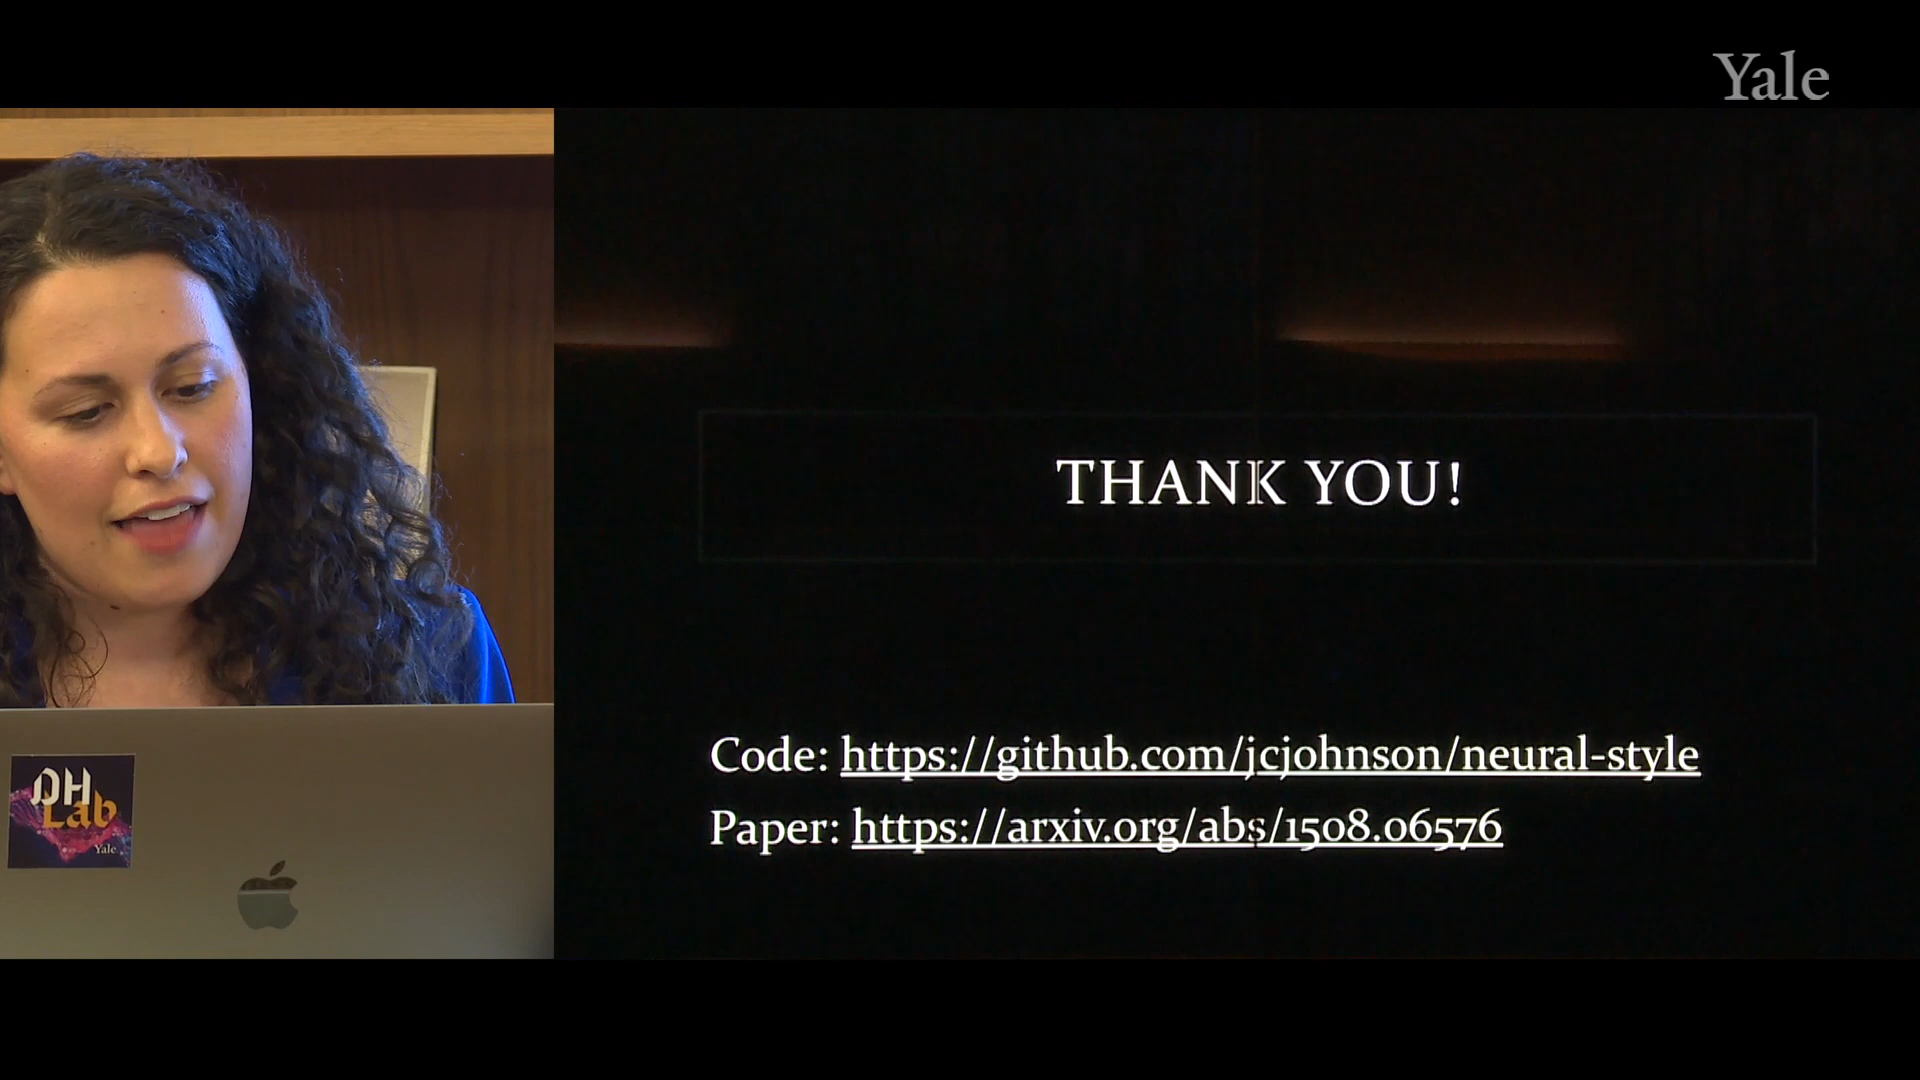 Yale
THANK YOU!
Code: https://github.com/jcjohnson/neural-style
Paper: https://arxiv.org/abs/1508.06576
DH
Lab
Yale